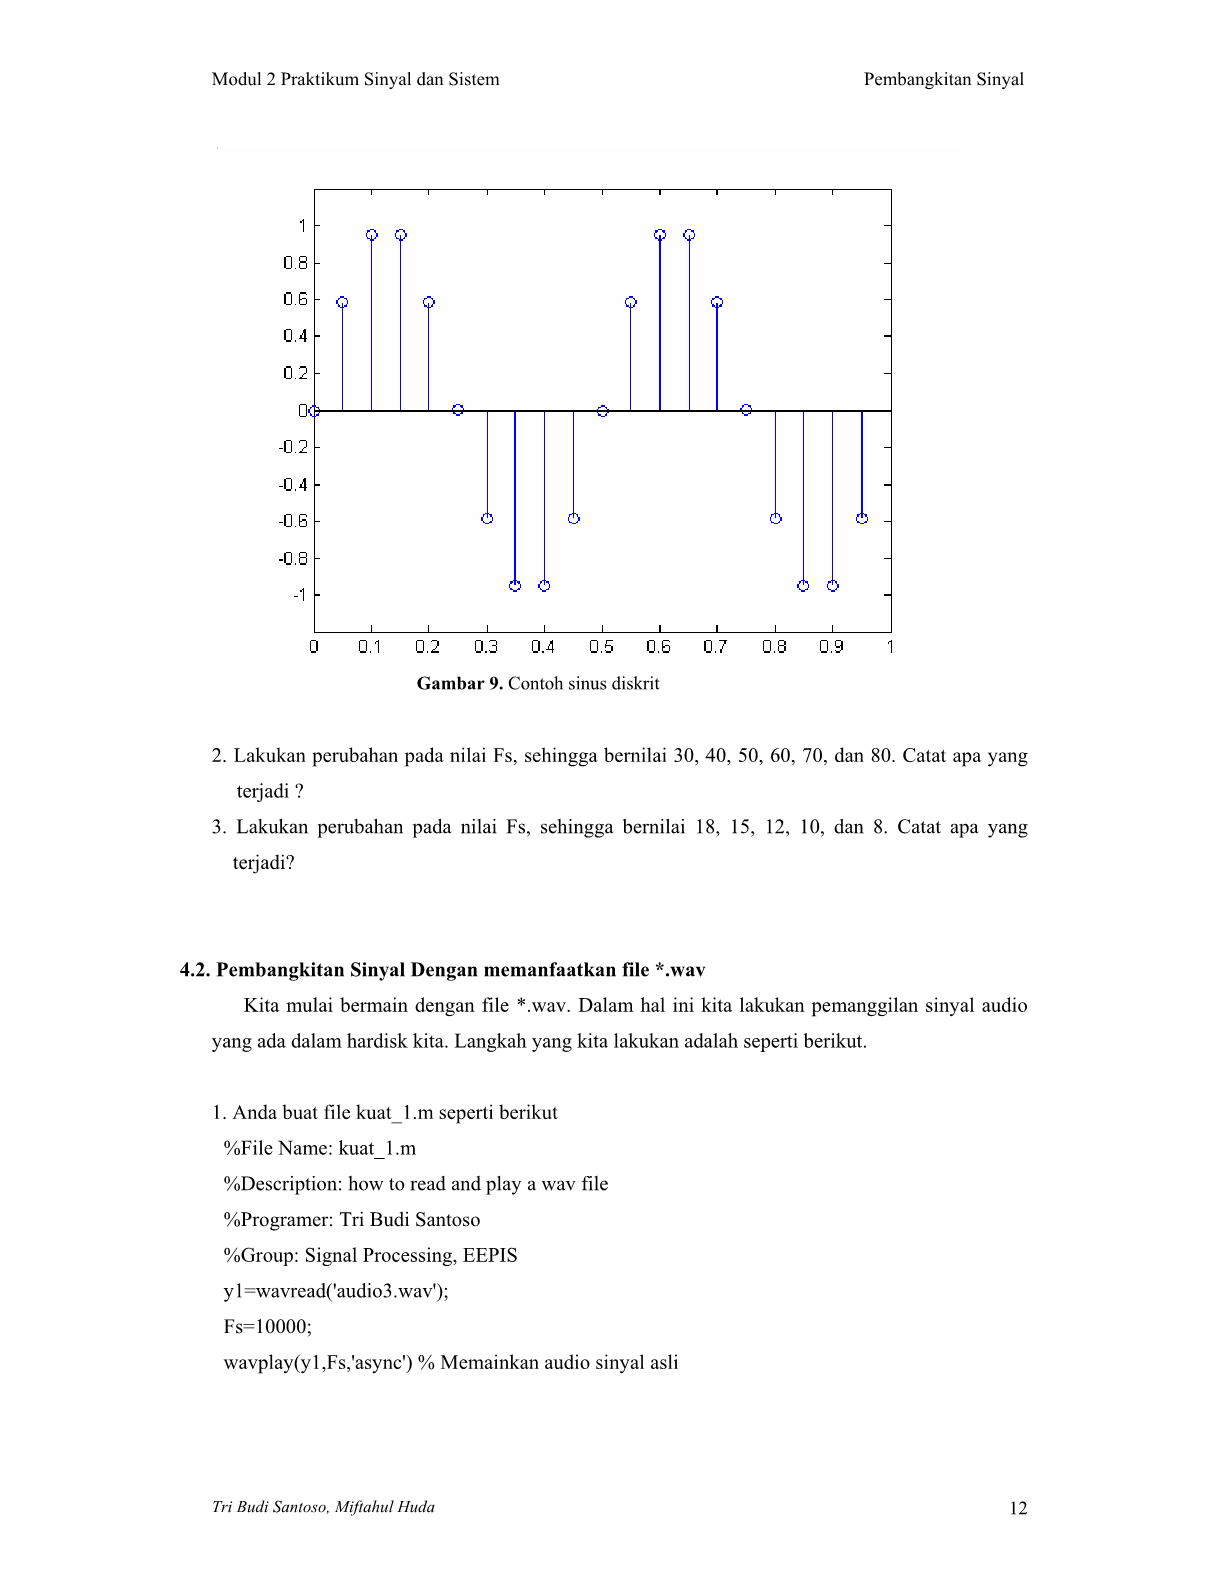 Modul 2 Praktikum Sinyal dan Sistem Pembangkitan Sinyal
1
0.8
0.6
0.4
0.2
0
-0.2
-0.4
-0.6
-0.8
-1
0 0.1 0.2 0.3 0.4 0.5 0.6 0.7 0.8 0.9 1
Gambar 9. Contoh sinus diskrit
2. Lakukan perubahan pada nilai Fs, sehingga bernilai 30, 40, 50, 60, 70, dan 80. Catat apa yang
terjadi ?
3. Lakukan perubahan pada nilai Fs, sehingga bernilai 18, 15, 12, 10, dan 8. Catat apa yang
terjadi?
4.2. Pembangkitan Sinyal Dengan memanfaatkan file *.wav
Kita mulai bermain dengan file *.wav. Dalam hal ini kita lakukan pemanggilan sinyal audio
yang ada dalam hardisk kita. Langkah yang kita lakukan adalah seperti berikut.
1. Anda buat file kuat_1.m seperti berikut
%File Name: kuat_1.m
%Description: how to read and play a wav file
%Programer: Tri Budi Santoso
%Group: Signal Processing, EEPIS
y1=wavread('audio3.wav');
Fs=10000;
wavplay(y1,Fs,'async') % Memainkan audio sinyal asli
Tri Budi Santoso, Miftahul Huda 12